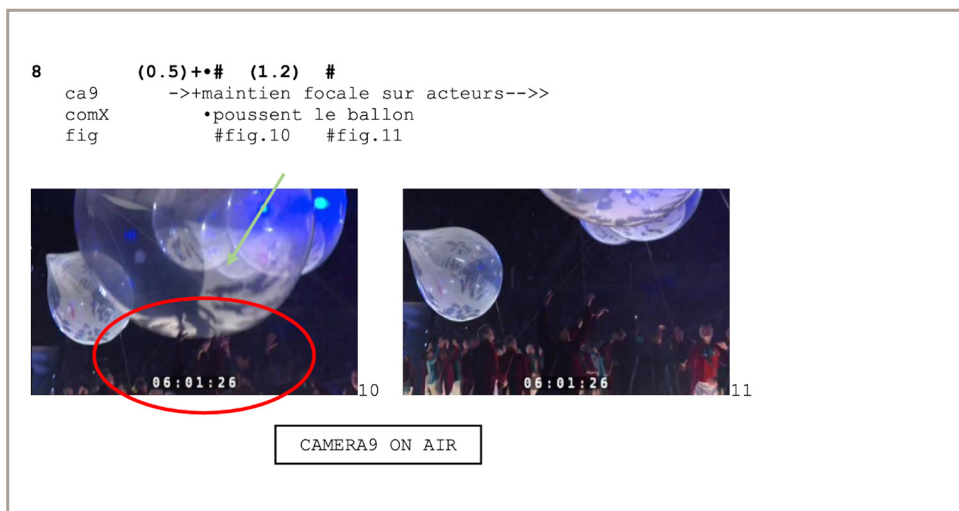 8 (0.5)+•# (1.2) #
ca9 ->+maintien focale sur acteurs-->>
comX •poussent le ballon
fig #fig.10 #fig.11
06:01:26 10 06:01:26 11
CAMERA9 ON AIR